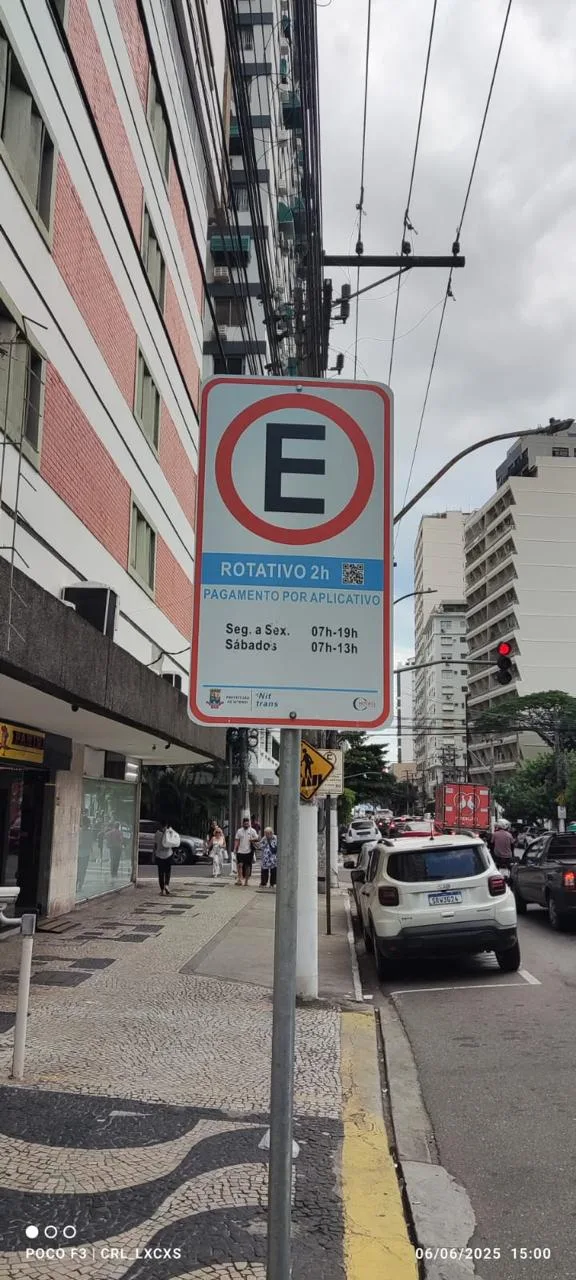 E
ROTATIVO 2h
PAGAMENTO POR APLICATIVO
Seg. a Sex. 07h-19h
Sábados 07h-13h
PREFEITURA
Nit
trans
E
POCO F3 | CRL_LXCXS
06/06/2025 15:00